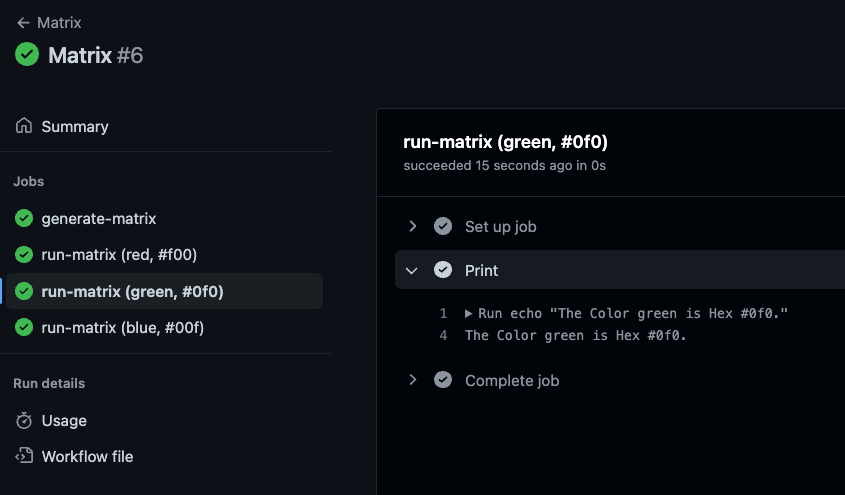 Matrix
Matrix #6
Summary
Jobs
generate-matrix
run-matrix (red, #f00)
run-matrix (green, #0f0)
run-matrix (blue, #00f)
Run details
Usage
Workflow file
run-matrix (green, #0f0)
succeeded 15 seconds ago in 0s
Set up job
Print
1 Run echo "The Color green is Hex #0f0."
4 The Color green is Hex #0f0.
Complete job